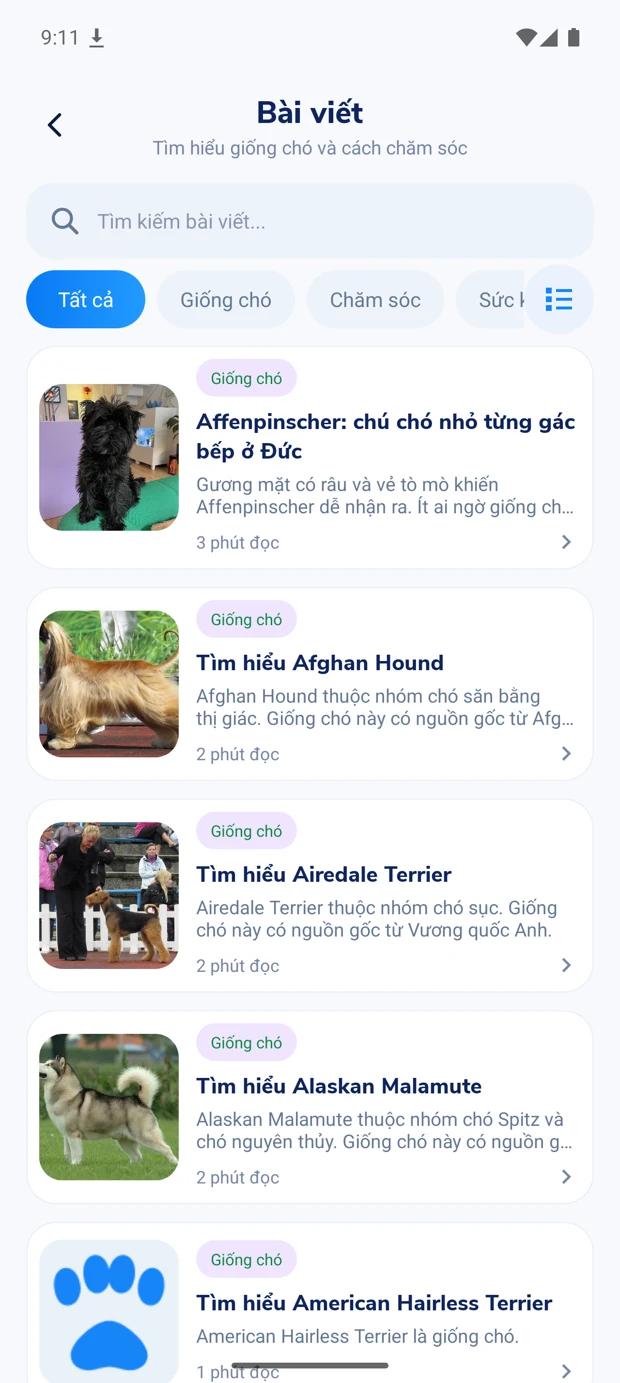 9:11
Bài viết
Tìm hiểu giống chó và cách chăm sóc
Tìm kiếm bài viết...
Tất cả
Giống chó
Chăm sóc
Sức
Giống chó
Affenpinscher: chú chó nhỏ từng gác
bếp ở Đức
Gương mặt có râu và vẻ tò mò khiến
Affenpinscher dễ nhận ra. Ít ai ngờ giống ch...
3 phút đọc
Giống chó
Tìm hiểu Afghan Hound
Afghan Hound thuộc nhóm chó săn bằng
thị giác. Giống chó này có nguồn gốc từ Afg...
2 phút đọc
Giống chó
Tìm hiểu Airedale Terrier
Airedale Terrier thuộc nhóm chó sục. Giống
chó này có nguồn gốc từ Vương quốc Anh.
2 phút đọc
Giống chó
Tìm hiểu Alaskan Malamute
Alaskan Malamute thuộc nhóm chó Spitz và
chó nguyên thủy. Giống chó này có nguồn g...
2 phút đọc
Giống chó
Tìm hiểu American Hairless Terrier
American Hairless Terrier là giống chó.
1 phút đọc